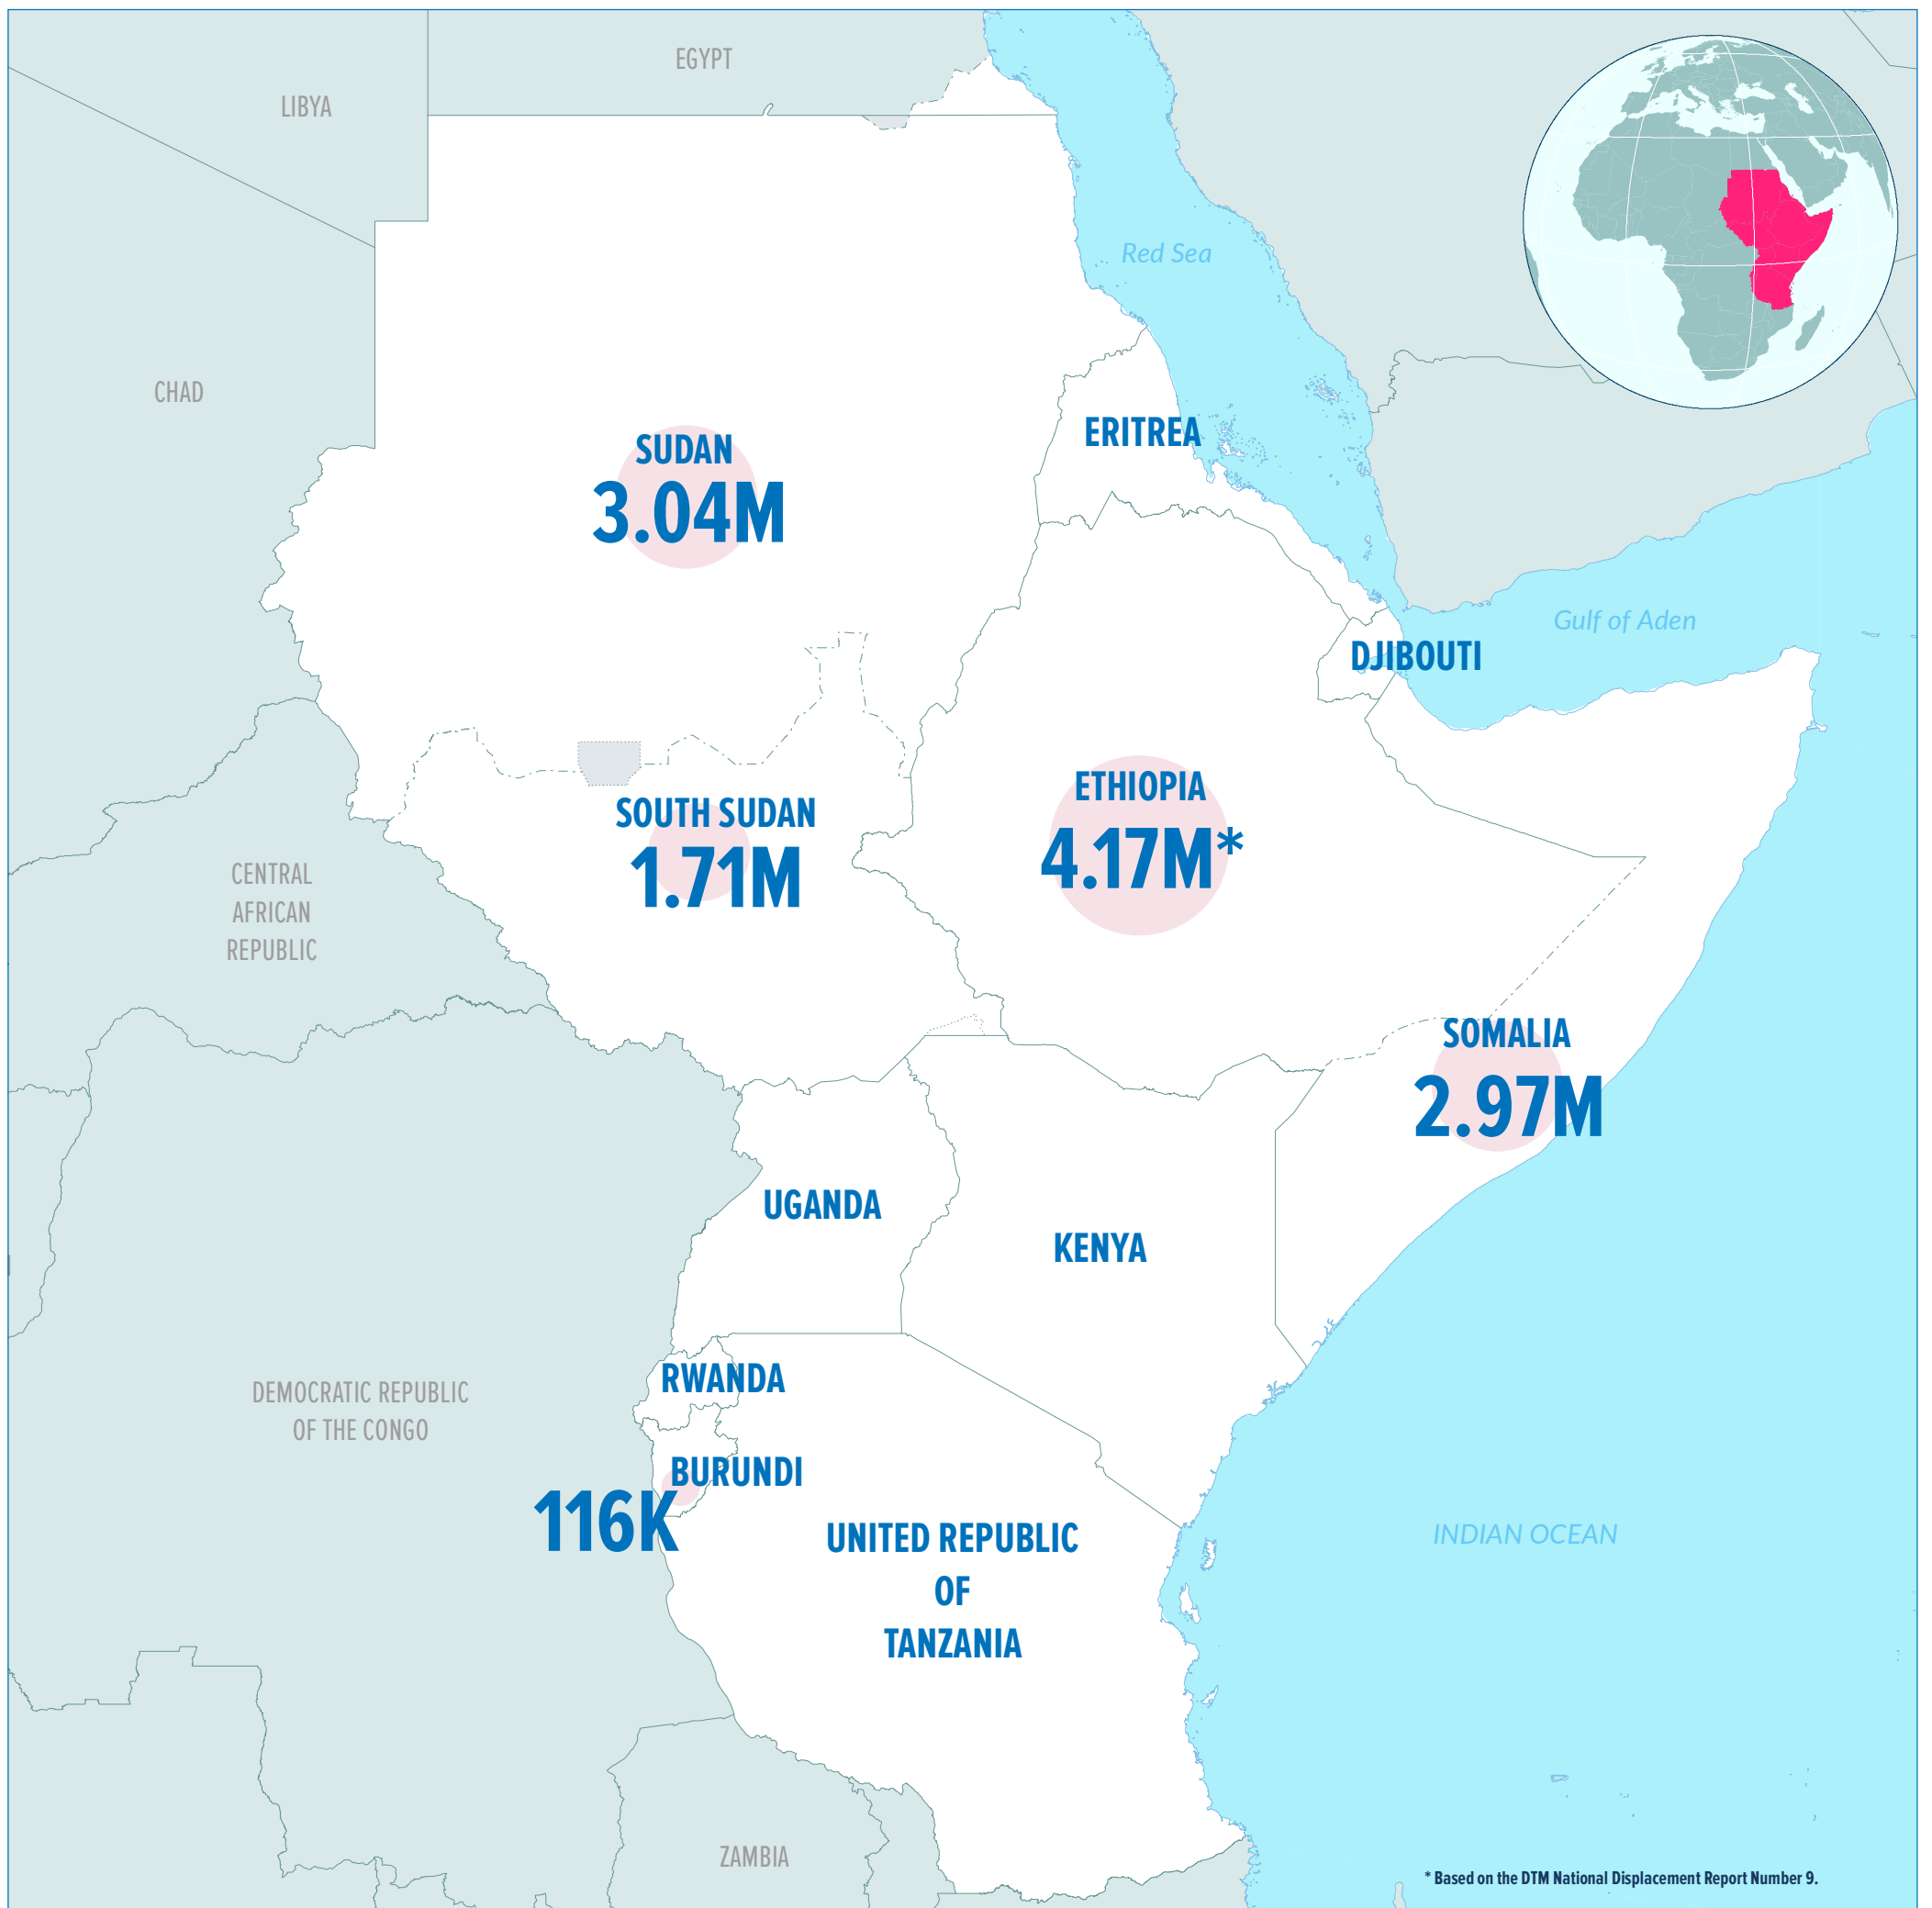 EGYPT
LIBYA
Red Sea
CHAD
ERITREA
SUDAN
3.04M
Gulf of Aden
DJIBOUTI
ETHIOPIA
4.17M*
SOUTH SUDAN
1.71M
CENTRAL
AFRICAN
REPUBLIC
SOMALIA
2.97M
UGANDA
KENYA
RWANDA
DEMOCRATIC REPUBLIC
OF THE CONGO
BURUNDI
116K
UNITED REPUBLIC
OF
TANZANIA
INDIAN OCEAN
ZAMBIA
* Based on the DTM National Displacement Report Number 9.